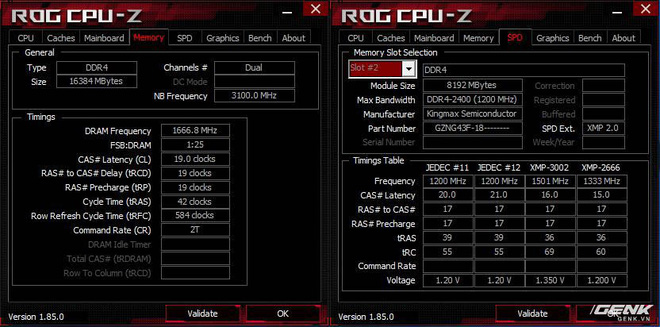 ROG CPU-Z
CPU Caches Mainboard Memory SPD Graphics Bench About
General
Type DDR4 Channels # Dual
Size 16384 MBytes DC Mode
NB Frequency 3100.0 MHz
Timings
DRAM Frequency 1666.8 MHz
FSB:DRAM 1:25
CAS# Latency (CL) 19.0 clocks
RAS# to CAS# Delay (tRCD) 19 clocks
RAS# Precharge (tRP) 19 clocks
Cycle Time (tRAS) 42 clocks
Row Refresh Cycle Time (tRFC) 584 clocks
Command Rate (CR) 2T
DRAM Idle Timer
Total CAS# (tRDRAM)
Row To Column (tRCD)
Version 1.85.0 Validate OK
ROG CPU-Z
CPU Caches Mainboard Memory SPD Graphics Bench About
Memory Slot Selection
Slot #2 DDR4
Module Size 8192 MBytes Correction
Max Bandwidth DDR4-2400 (1200 MHz) Registered
Manufacturer Kingmax Semiconductor Buffered
Part Number GZNG43F-18-------- SPD Ext. XMP 2.0
Serial Number Week/Year
Timings Table
JEDEC #11 JEDEC #12 XMP-3002 XMP-2666
Frequency 1200 MHz 1200 MHz 1501 MHz 1333 MHz
CAS# Latency 20.0 21.0 16.0 15.0
RAS# to CAS# 17 17 17 17
RAS# Precharge 17 17 17 17
tRAS 39 39 36 36
tRC 55 55 69 60
Command Rate
Voltage 1.20 V 1.20 V 1.350 V 1.200 V
Version 1.85.0 Validate
GENK.VN